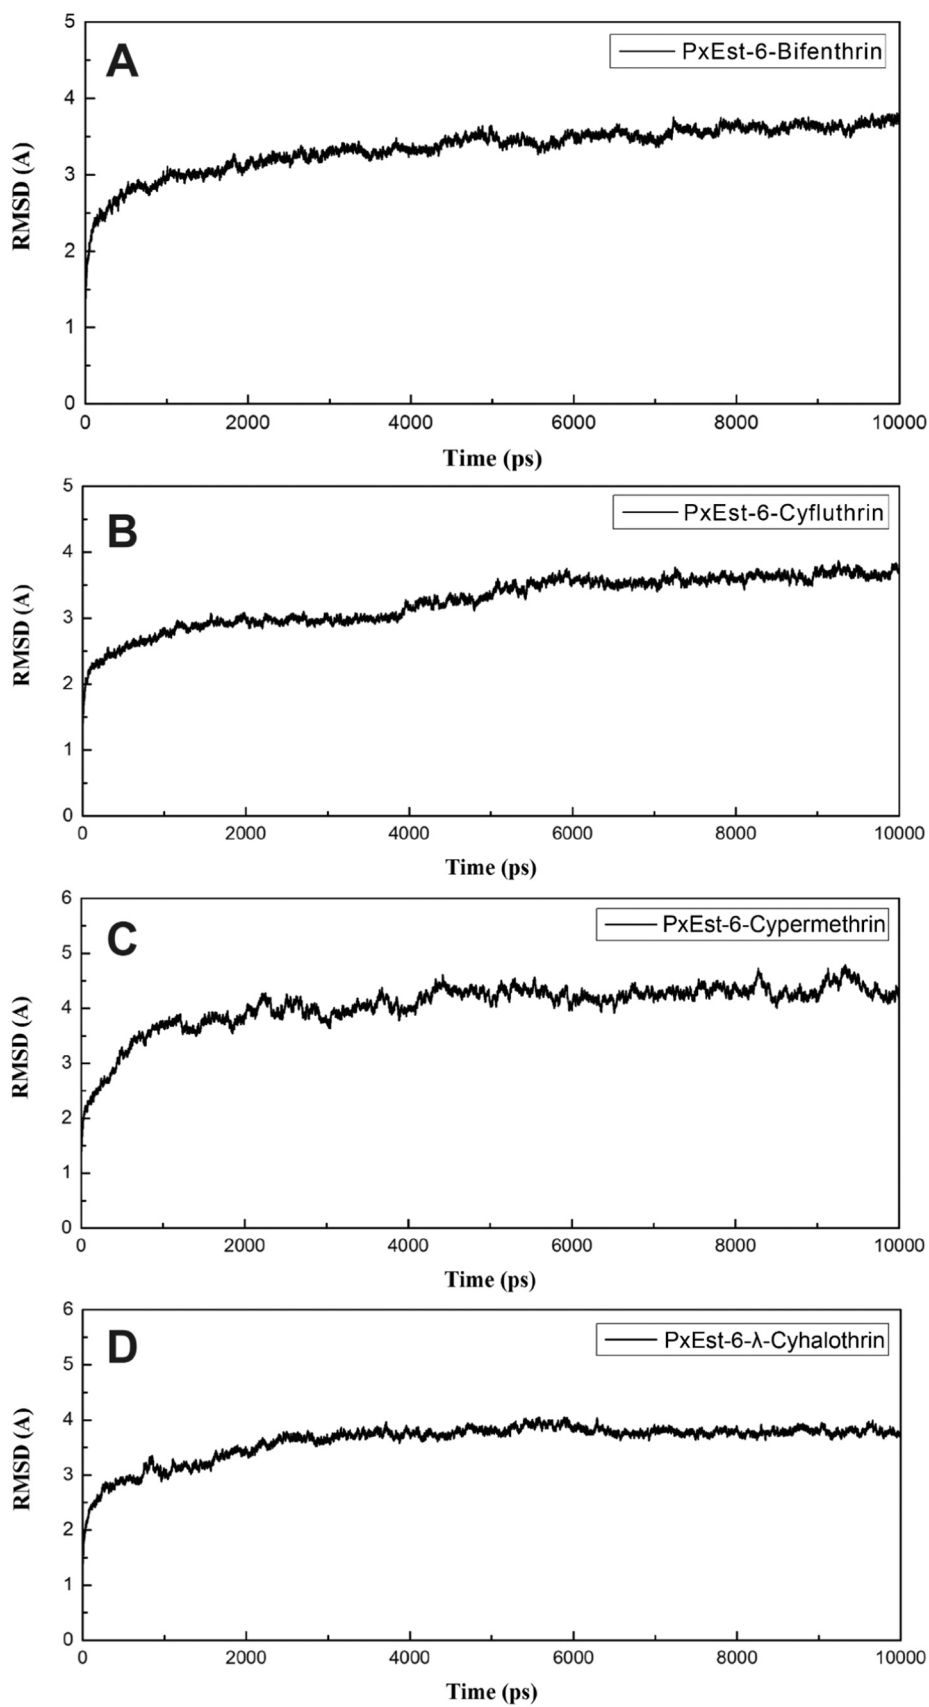 A
PxEst-6-Bifenthrin
5
4
3
2
1
0
RMSD (A)
0 2000 4000 6000 8000 10000
Time (ps)
B
PxEst-6-Cyfluthrin
5
4
3
2
1
0
RMSD (A)
0 2000 4000 6000 8000 10000
Time (ps)
C
PxEst-6-Cypermethrin
6
5
4
3
2
1
0
RMSD (A)
0 2000 4000 6000 8000 10000
Time (ps)
D
PxEst-6-λ-Cyhalothrin
6
5
4
3
2
1
0
RMSD (A)
0 2000 4000 6000 8000 10000
Time (ps)